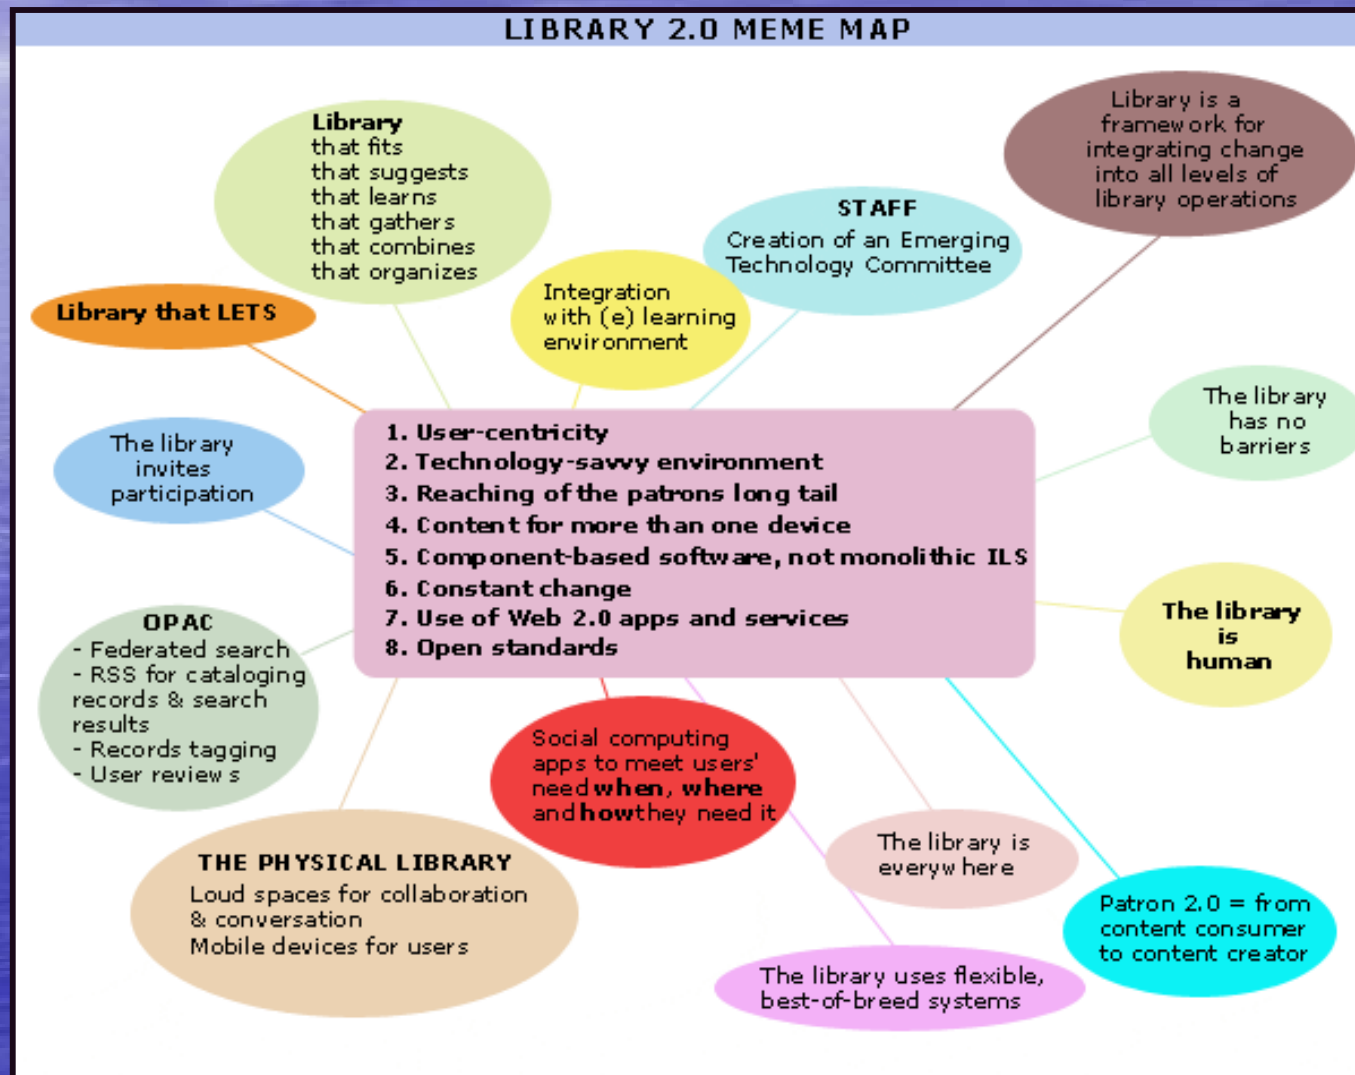 LIBRARY 2.0 MEME MAP
Library
that fits
that suggests
that learns
that gathers
that combines
that organizes
Library is a
framework for
integrating change
into all levels of
library operations
STAFF
Creation of an Emerging
Technology Committee
Integration
with (e) learning
environment
Library that LETS
The library
has no
barriers
The library
invites
participation
1. User-centricity
2. Technology-savvy environment
3. Reaching of the patrons long tail
4. Content for more than one device
5. Component-based software, not monolithic ILS
6. Constant change
7. Use of Web 2.0 apps and services
8. Open standards
The library
is
human
OPAC
- Federated search
- RSS for cataloging
records & search
results
- Records tagging
- User reviews
Social computing
apps to meet users'
need when, where
and how they need it
THE PHYSICAL LIBRARY
Loud spaces for collaboration
& conversation
Mobile devices for users
The library is
everywhere
Patron 2.0 = from
content consumer
to content creator
The library uses flexible,
best-of-breed systems